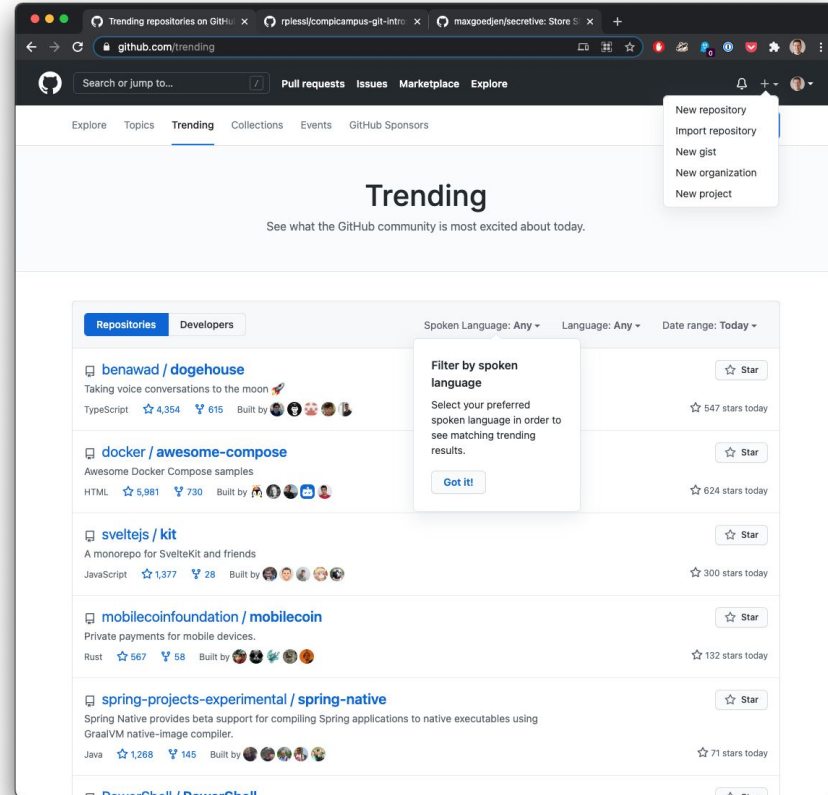 Trending repositories on GitHu
rplessl/compicampus-git-intro
maxgoedjen/secretive: Store S
github.com/trending
Search or jump to... /
Pull requests Issues Marketplace Explore
Explore Topics Trending Collections Events GitHub Sponsors
New repository
Import repository
New gist
New organization
New project
Trending
See what the GitHub community is most excited about today.
Repositories Developers
Spoken Language: Any Language: Any Date range: Today
Filter by spoken
language
Select your preferred
spoken language in order to
see matching trending
results.
Got it!
benawad / dogehouse
Star
Taking voice conversations to the moon 🚀
TypeScript 4,354 615 Built by
547 stars today
docker / awesome-compose
Star
Awesome Docker Compose samples
HTML 5,981 730 Built by
624 stars today
sveltejs / kit
Star
A monorepo for SvelteKit and friends
JavaScript 1,377 28 Built by
300 stars today
mobilecoinfoundation / mobilecoin
Star
Private payments for mobile devices.
Rust 567 58 Built by
132 stars today
spring-projects-experimental / spring-native
Star
Spring Native provides beta support for compiling Spring applications to native executables using
GraalVM native-image compiler.
Java 1,268 145 Built by
71 stars today
PowerShell / PowerShell
Star